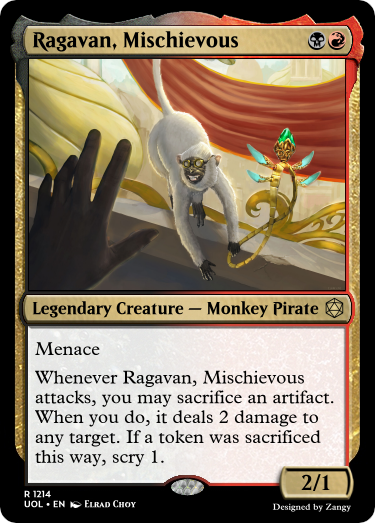 Ragavan, Mischievous
Legendary Creature — Monkey Pirate
Menace
Whenever Ragavan, Mischievous
attacks, you may sacrifice an artifact.
When you do, it deals 2 damage to
any target. If a token was sacrificed
this way, scry 1.
2/1
R 1214
UOL • EN Elrad Choy
Designed by Zangy